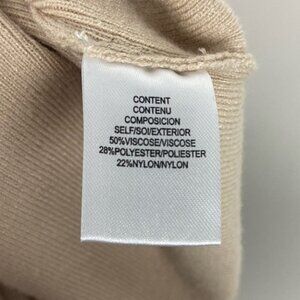 CONTENT
CONTENU
COMPOSICION
SELF/SOI/EXTERIOR
50%VISCOSE/VISCOSE
28%POLYESTER/POLIESTER
22%NYLON/NYLON